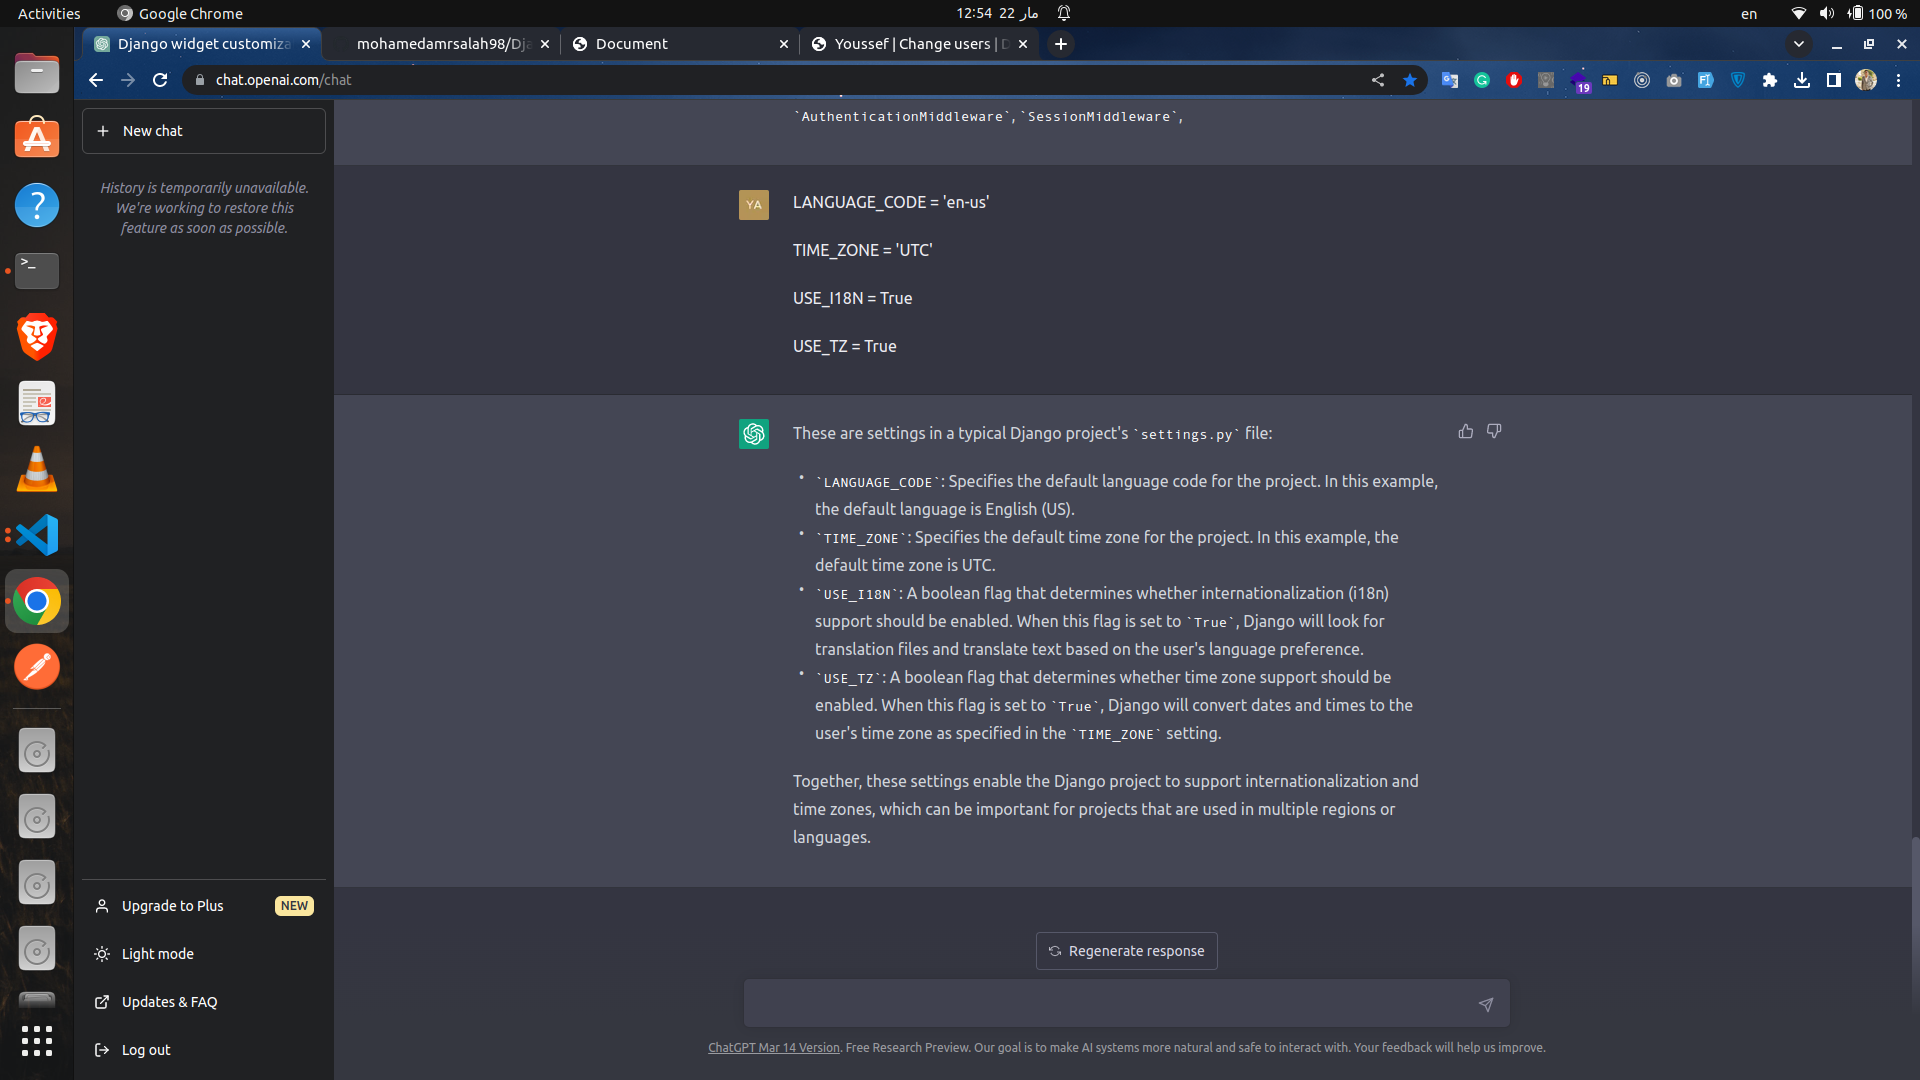 Activities
Google Chrome
12:54 22 مار
en
100 %
Django widget customiza
mohamedamrsalah98/Dja
Document
Youssef | Change users | D
chat.openai.com/chat
19
New chat
History is temporarily unavailable.
We're working to restore this
feature as soon as possible.
`AuthenticationMiddleware`,`SessionMiddleware`,
YA
LANGUAGE_CODE = 'en-us'
TIME_ZONE = 'UTC'
USE_I18N = True
USE_TZ = True
These are settings in a typical Django project's `settings.py` file:
• `LANGUAGE_CODE`: Specifies the default language code for the project. In this example,
the default language is English (US).
• `TIME_ZONE`: Specifies the default time zone for the project. In this example, the
default time zone is UTC.
• `USE_I18N`: A boolean flag that determines whether internationalization (i18n)
support should be enabled. When this flag is set to `True`, Django will look for
translation files and translate text based on the user's language preference.
• `USE_TZ`: A boolean flag that determines whether time zone support should be
enabled. When this flag is set to `True`, Django will convert dates and times to the
user's time zone as specified in the `TIME_ZONE` setting.
Together, these settings enable the Django project to support internationalization and
time zones, which can be important for projects that are used in multiple regions or
languages.
Upgrade to Plus
NEW
Light mode
Updates & FAQ
Log out
Regenerate response
ChatGPT Mar 14 Version. Free Research Preview. Our goal is to make AI systems more natural and safe to interact with. Your feedback will help us improve.